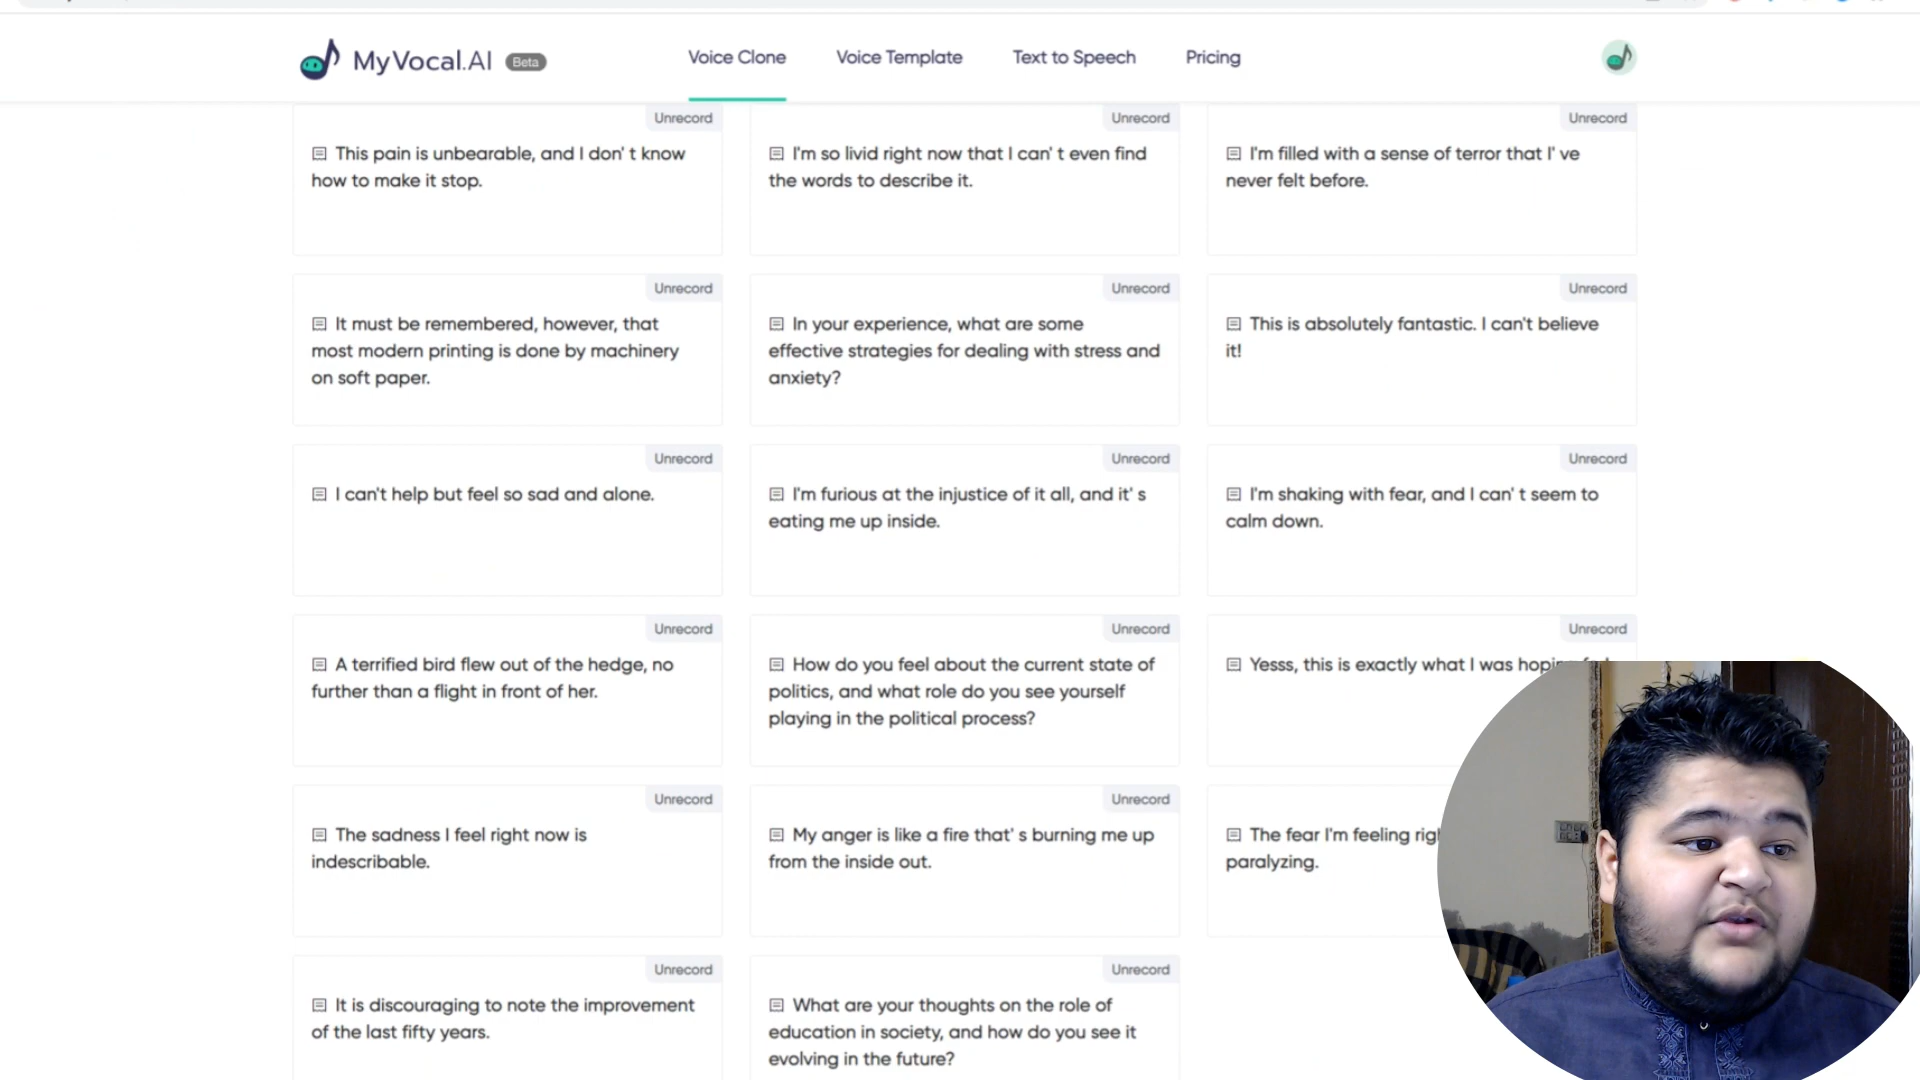 MyVocal.AI Beta Voice Clone Voice Template Text to Speech Pricing
Unrecord Unrecord Unrecord
This pain is unbearable, and I don' t know
how to make it stop.
I'm so livid right now that I can' t even find
the words to describe it.
I'm filled with a sense of terror that I' ve
never felt before.
Unrecord Unrecord Unrecord
It must be remembered, however, that
most modern printing is done by machinery
on soft paper.
In your experience, what are some
effective strategies for dealing with stress and
anxiety?
This is absolutely fantastic. I can't believe
it!
Unrecord Unrecord Unrecord
I can't help but feel so sad and alone.
I'm furious at the injustice of it all, and it' s
eating me up inside.
I'm shaking with fear, and I can' t seem to
calm down.
Unrecord Unrecord Unrecord
A terrified bird flew out of the hedge, no
further than a flight in front of her.
How do you feel about the current state of
politics, and what role do you see yourself
playing in the political process?
Yesss, this is exactly what I was
Unrecord Unrecord
The sadness I feel right now is
indescribable.
My anger is like a fire that' s burning me up
from the inside out.
The fear I'm feeling
paralyzing.
Unrecord Unrecord
It is discouraging to note the improvement
of the last fifty years.
What are your thoughts on the role of
education in society, and how do you see it
evolving in the future?